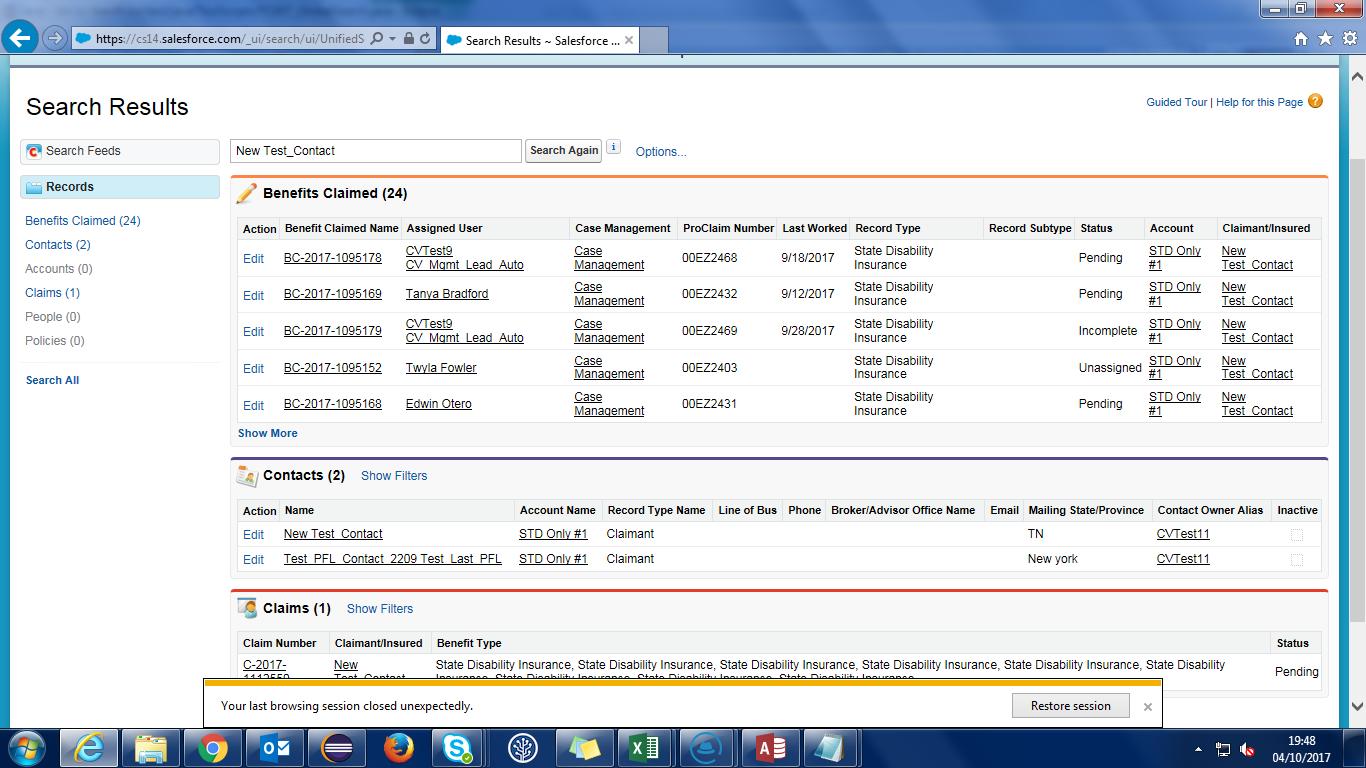 https://cs14.salesforce.com/_ui/search/ui/UnifiedS
Search Results ~ Salesforce ...
Search Results
Guided Tour | Help for this Page
Search Feeds
New Test_Contact
Search Again
i
Options...
Records
Benefits Claimed (24)
Contacts (2)
Accounts (0)
Claims (1)
People (0)
Policies (0)
Search All
Benefits Claimed (24)
Action Benefit Claimed Name Assigned User Case Management ProClaim Number Last Worked Record Type Record Subtype Status Account Claimant/Insured
Edit BC-2017-1095178 CVTest9 CV_Mgmt_Lead_Auto Case Management 00EZ2468 9/18/2017 State Disability Insurance Pending STD Only #1 New Test_Contact
Edit BC-2017-1095169 Tanya Bradford Case Management 00EZ2432 9/12/2017 State Disability Insurance Pending STD Only #1 New Test_Contact
Edit BC-2017-1095179 CVTest9 CV_Mgmt_Lead_Auto Case Management 00EZ2469 9/28/2017 State Disability Insurance Incomplete STD Only #1 New Test_Contact
Edit BC-2017-1095152 Twyla Fowler Case Management 00EZ2403 State Disability Insurance Unassigned STD Only #1 New Test_Contact
Edit BC-2017-1095168 Edwin Otero Case Management 00EZ2431 State Disability Insurance Pending STD Only #1 New Test_Contact
Show More
Contacts (2) Show Filters
Action Name Account Name Record Type Name Line of Bus Phone Broker/Advisor Office Name Email Mailing State/Province Contact Owner Alias Inactive
Edit New Test_Contact STD Only #1 Claimant TN CVTest11
Edit Test_PFL_Contact_2209 Test_Last_PFL STD Only #1 Claimant New york CVTest11
Claims (1) Show Filters
Claim Number Claimant/Insured Benefit Type Status
C-2017- New State Disability Insurance, State Disability Insurance, State Disability Insurance, State Disability Insurance, State Disability Insurance, State Disability
Pending
Your last browsing session closed unexpectedly.
Restore session
19:48
04/10/2017